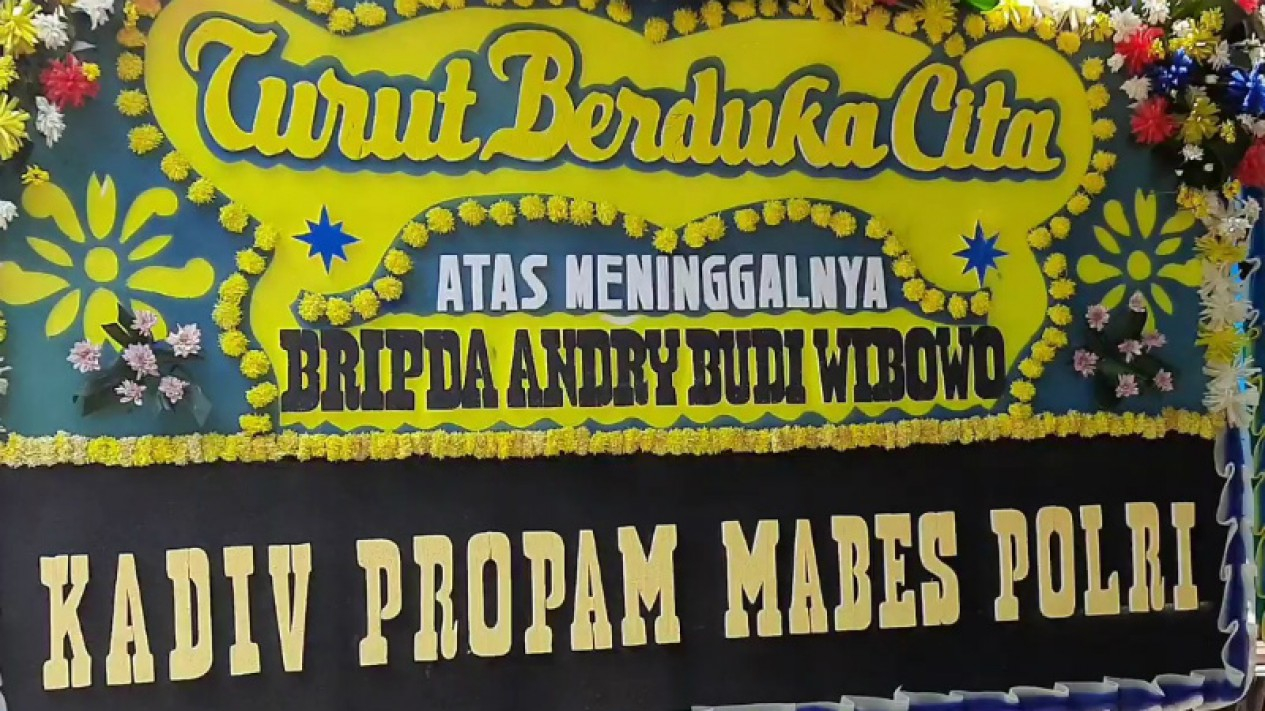 Turut Berduka Cita
ATAS MENINGGALNYA
BRIPDA ANDRY BUDI WIBOWO
KADIV PROPAM MABES POLRI